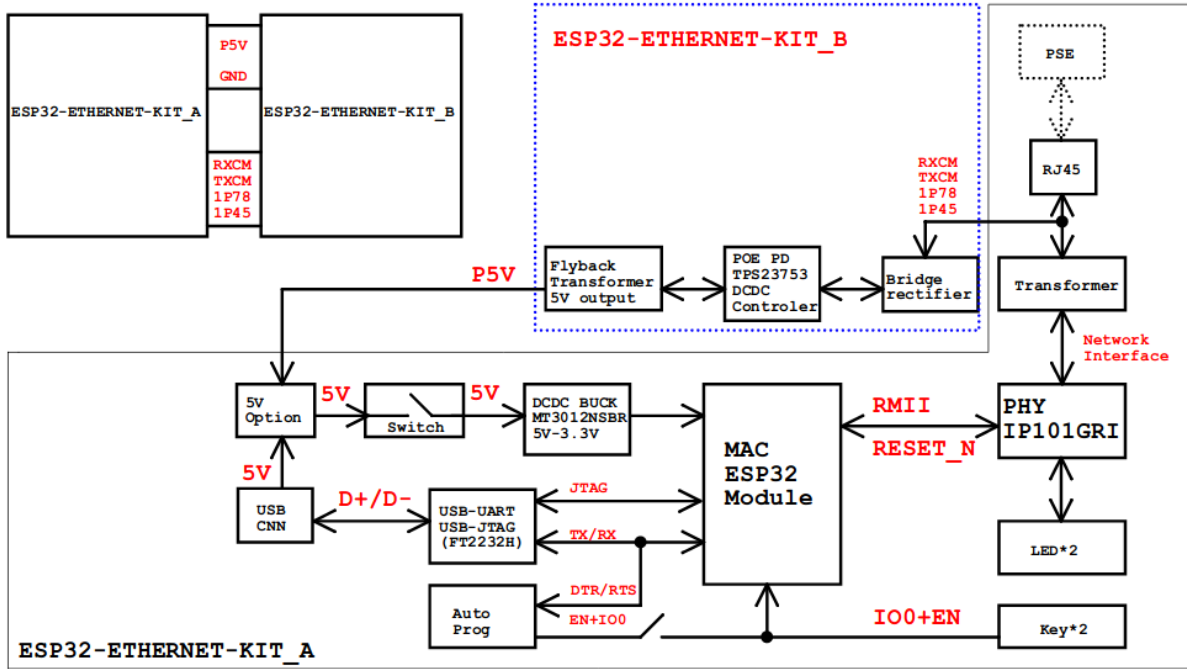 ESP32-ETHERNET-KIT_A
P5V
GND
RXCM
TXCM
1P78
1P45
ESP32-ETHERNET-KIT_B
ESP32-ETHERNET-KIT_B
PSE
RJ45
RXCM
TXCM
1P78
1P45
P5V
Flyback
Transformer
5V output
POE PD
TPS23753
DCDC
Controler
Bridge
rectifier
Transformer
Network
Interface
5V
Option
5V
Switch
5V
DCDC BUCK
MT3012NSBR
5V-3.3V
MAC
ESP32
Module
RMII
RESET_N
PHY
IP101GRI
5V
USB
CNN
D+/D-
USB-UART
USB-JTAG
(FT2232H)
JTAG
TX/RX
LED*2
DTR/RTS
Auto
Prog
EN+IO0
IO0+EN
Key*2
ESP32-ETHERNET-KIT_A